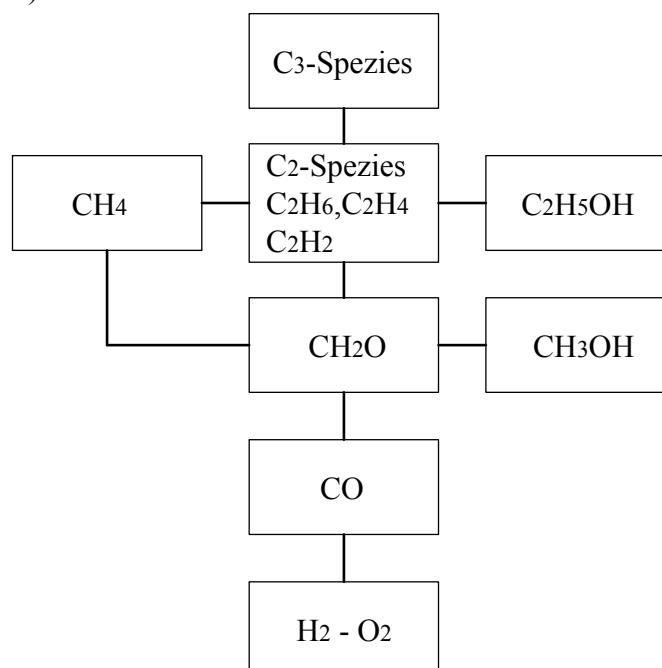 )
C3-Spezies
CH4
C2-Spezies
C2H6,C2H4
C2H2
C2H5OH
CH2O
CH3OH
CO
H2 - O2